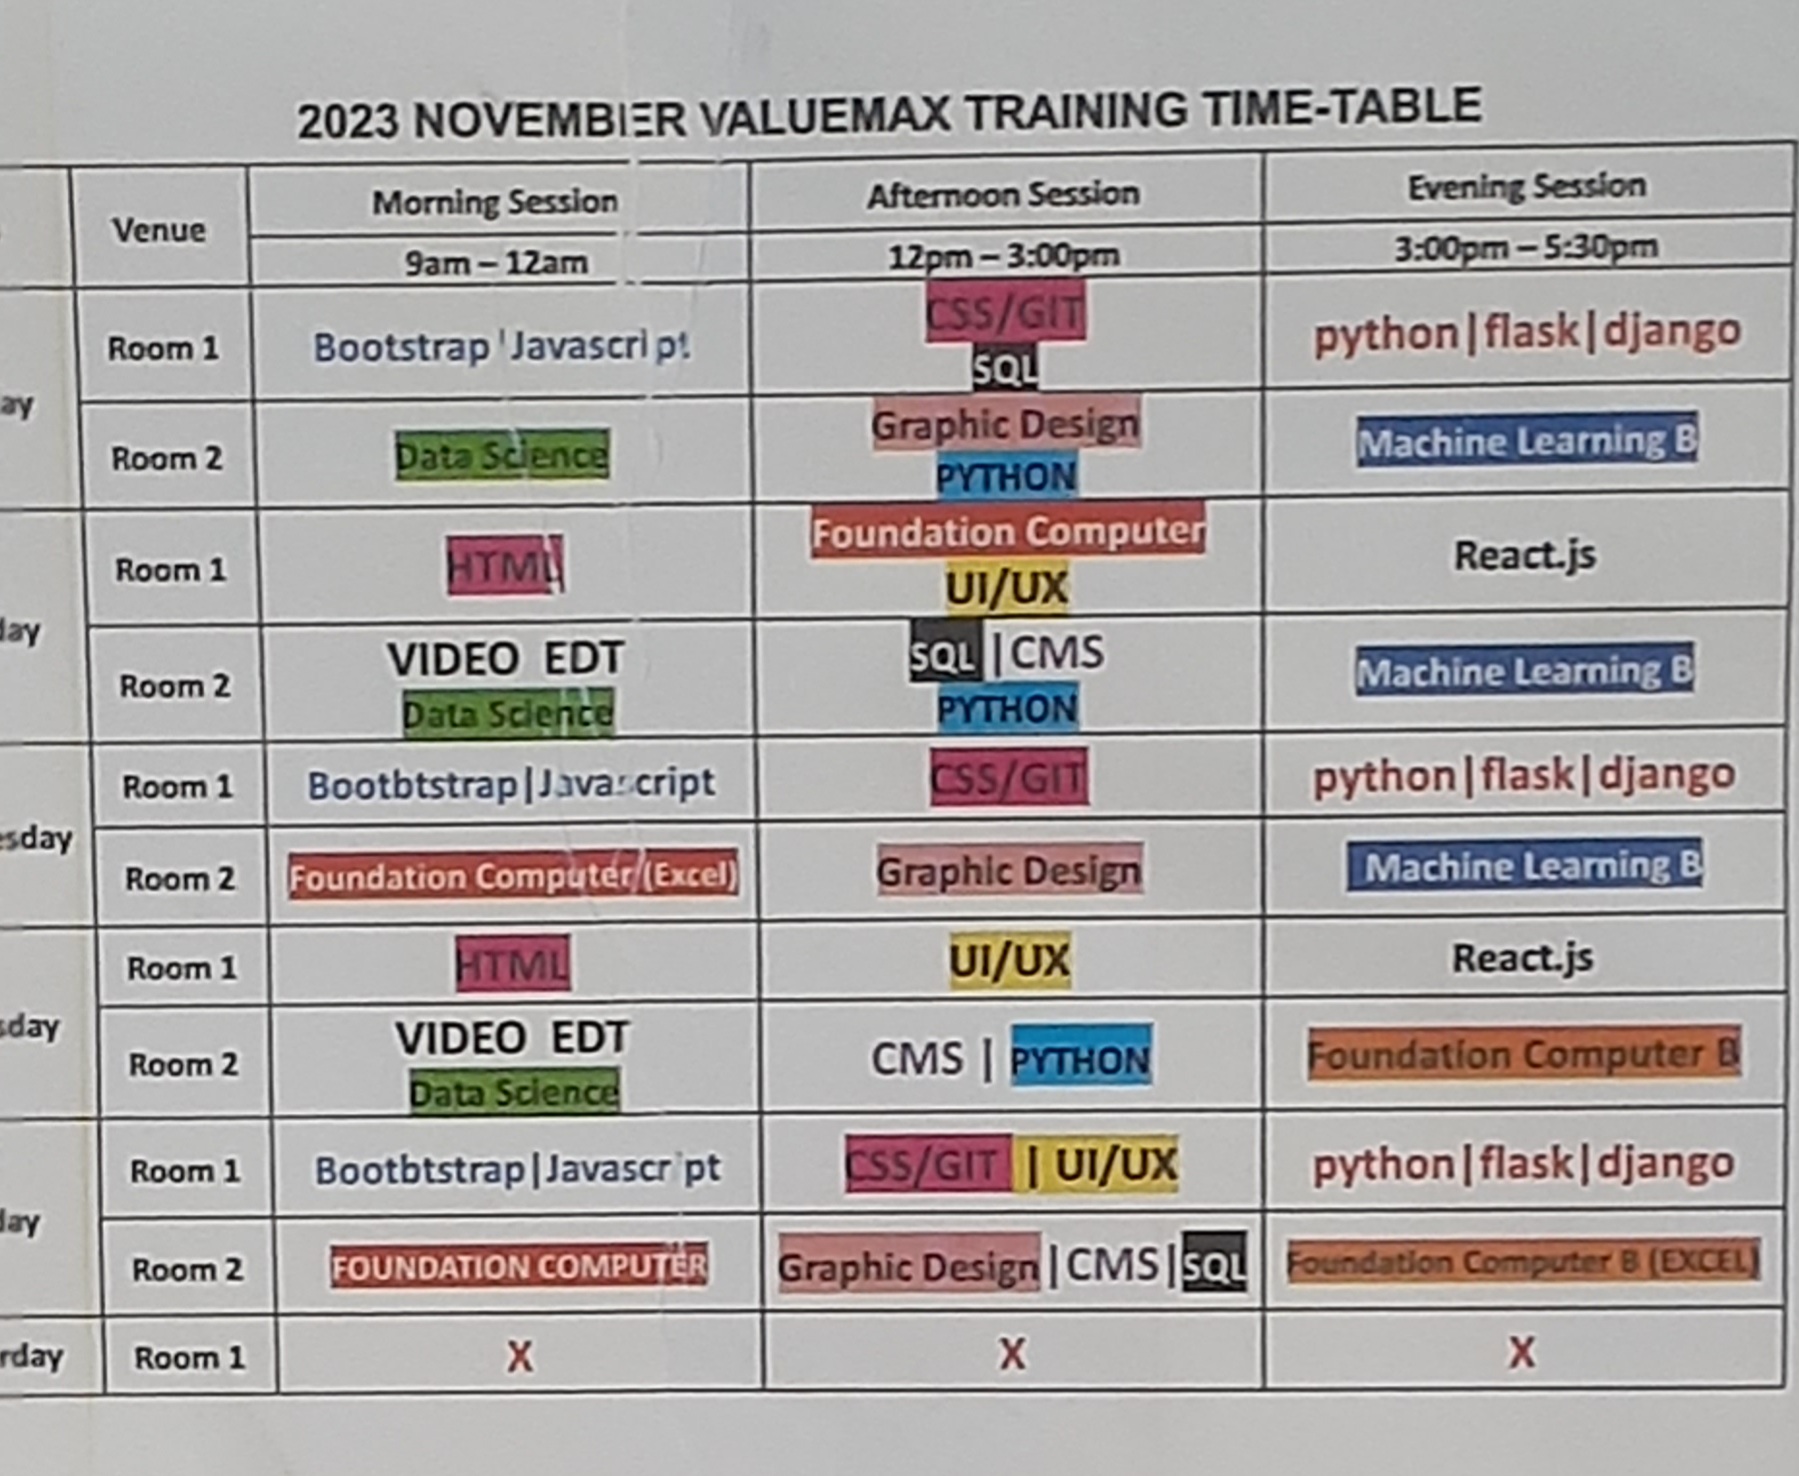 2023 NOVEMBER VALUEMAX TRAINING TIME-TABLE
Venue
Morning Session
Afternoon Session
Evening Session
9am – 12am
12pm – 3:00pm
3:00pm – 5:30pm
ay
Room 1
Bootstrap|Javascript
CSS/GIT
SQL
python|flask|django
Room 2
Data Science
Graphic Design
PYTHON
Machine Learning B
day
Room 1
HTML
Foundation Computer
UI/UX
React.js
Room 2
VIDEO EDT
Data Science
SQL |CMS
PYTHON
Machine Learning B
esday
Room 1
Bootbtstrap|Javascript
CSS/GIT
python|flask|django
Room 2
Foundation Computer (Excel)
Graphic Design
Machine Learning B
sday
Room 1
HTML
UI/UX
React.js
Room 2
VIDEO EDT
Data Science
CMS | PYTHON
Foundation Computer B
day
Room 1
Bootbtstrap|Javascript
CSS/GIT | UI/UX
python|flask|django
Room 2
FOUNDATION COMPUTER
Graphic Design|CMS|SQL
Foundation Computer B (EXCEL)
rday
Room 1
X
X
X